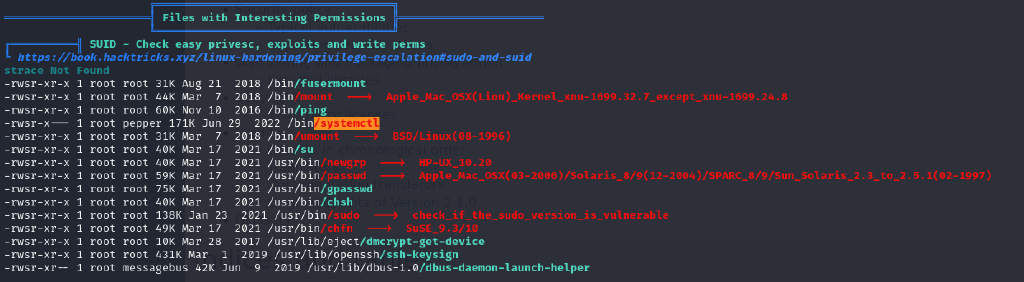 Files with Interesting Permissions
SUID - Check easy privesc, exploits and write perms
https://book.hacktricks.xyz/linux-hardening/privilege-escalation#sudo-and-suid
strace Not Found
-rwsr-xr-x 1 root root 31K Aug 21  2018 /bin/fusermount
-rwsr-xr-x 1 root root 44K Mar  7  2018 /bin/mount  --->  Apple_Mac_OSX(Lion)_Kernel_xnu-1699.32.7_except_xnu-1699.24.8
-rwsr-xr-x 1 root root 60K Nov 10  2016 /bin/ping
-rwsr-x--- 1 root pepper 171K Jun 29  2022 /bin/systemctl
-rwsr-xr-x 1 root root 31K Mar  7  2018 /bin/umount  --->  BSD/Linux(08-1996)
-rwsr-xr-x 1 root root 40K Mar 17  2021 /bin/su
-rwsr-xr-x 1 root root 40K Mar 17  2021 /usr/bin/newgrp  --->  HP-UX_10.20
-rwsr-xr-x 1 root root 59K Mar 17  2021 /usr/bin/passwd  --->  Apple_Mac_OSX(03-2006)/Solaris_8/9(12-2004)/SPARC_8/9/Sun_Solaris_2.3_to_2.5.1(02-1997)
-rwsr-xr-x 1 root root 75K Mar 17  2021 /usr/bin/gpasswd
-rwsr-xr-x 1 root root 40K Mar 17  2021 /usr/bin/chsh
-rwsr-xr-x 1 root root 138K Jan 23  2021 /usr/bin/sudo  --->  check_if_the_sudo_version_is_vulnerable
-rwsr-xr-x 1 root root 49K Mar 17  2021 /usr/bin/chfn  --->  SuSE_9.3/10
-rwsr-xr-x 1 root root 10K Mar 28  2017 /usr/lib/eject/dmcrypt-get-device
-rwsr-xr-x 1 root root 431K Mar  1  2019 /usr/lib/openssh/ssh-keysign
-rwsr-xr-- 1 root messagebus 42K Jun  9  2019 /usr/lib/dbus-1.0/dbus-daemon-launch-helper